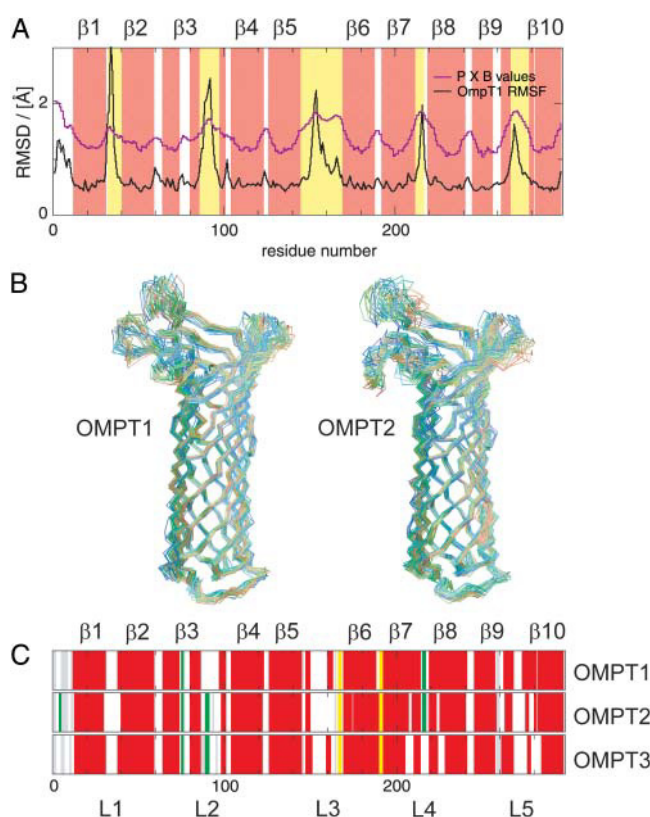 A β1 β2 β3 β4 β5 β6 β7 β8 β9 β10
RMSD / [Å]
2
0
P X B values
OmpT1 RMSF
0 100 200
residue number
B
OMPT1 OMPT2
β1 β2 β3 β4 β5 β6 β7 β8 β9 β10
C
OMPT1
OMPT2
OMPT3
0 100 200
L1 L2 L3 L4 L5